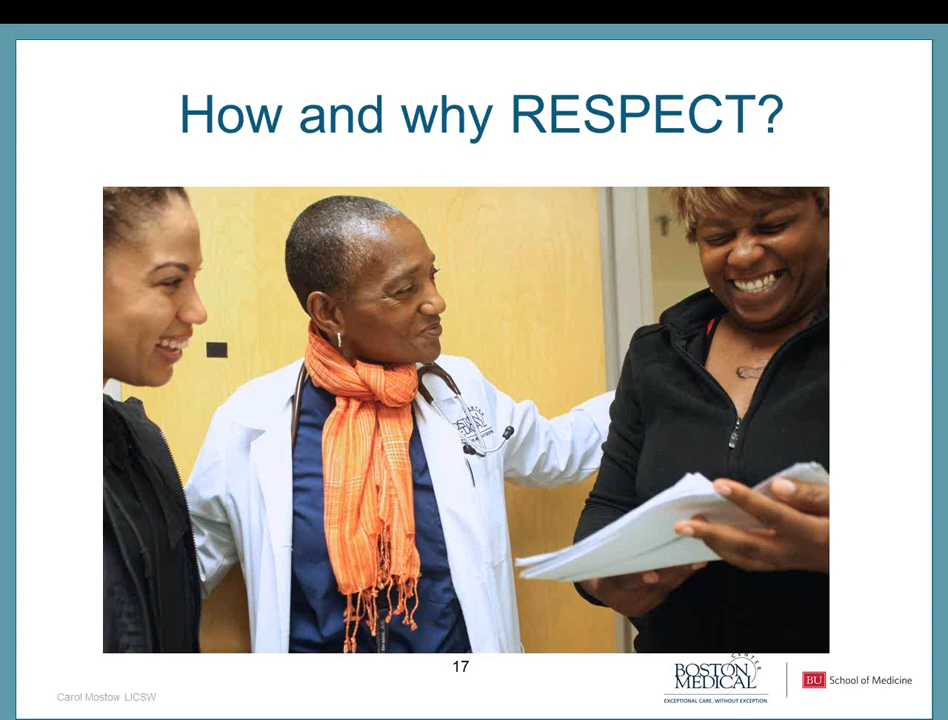 How and why RESPECT?
17
Carol Mostow LICSW
BOSTON
MEDICAL
CENTER
EXCEPTIONAL CARE. WITHOUT EXCEPTION.
BU School of Medicine